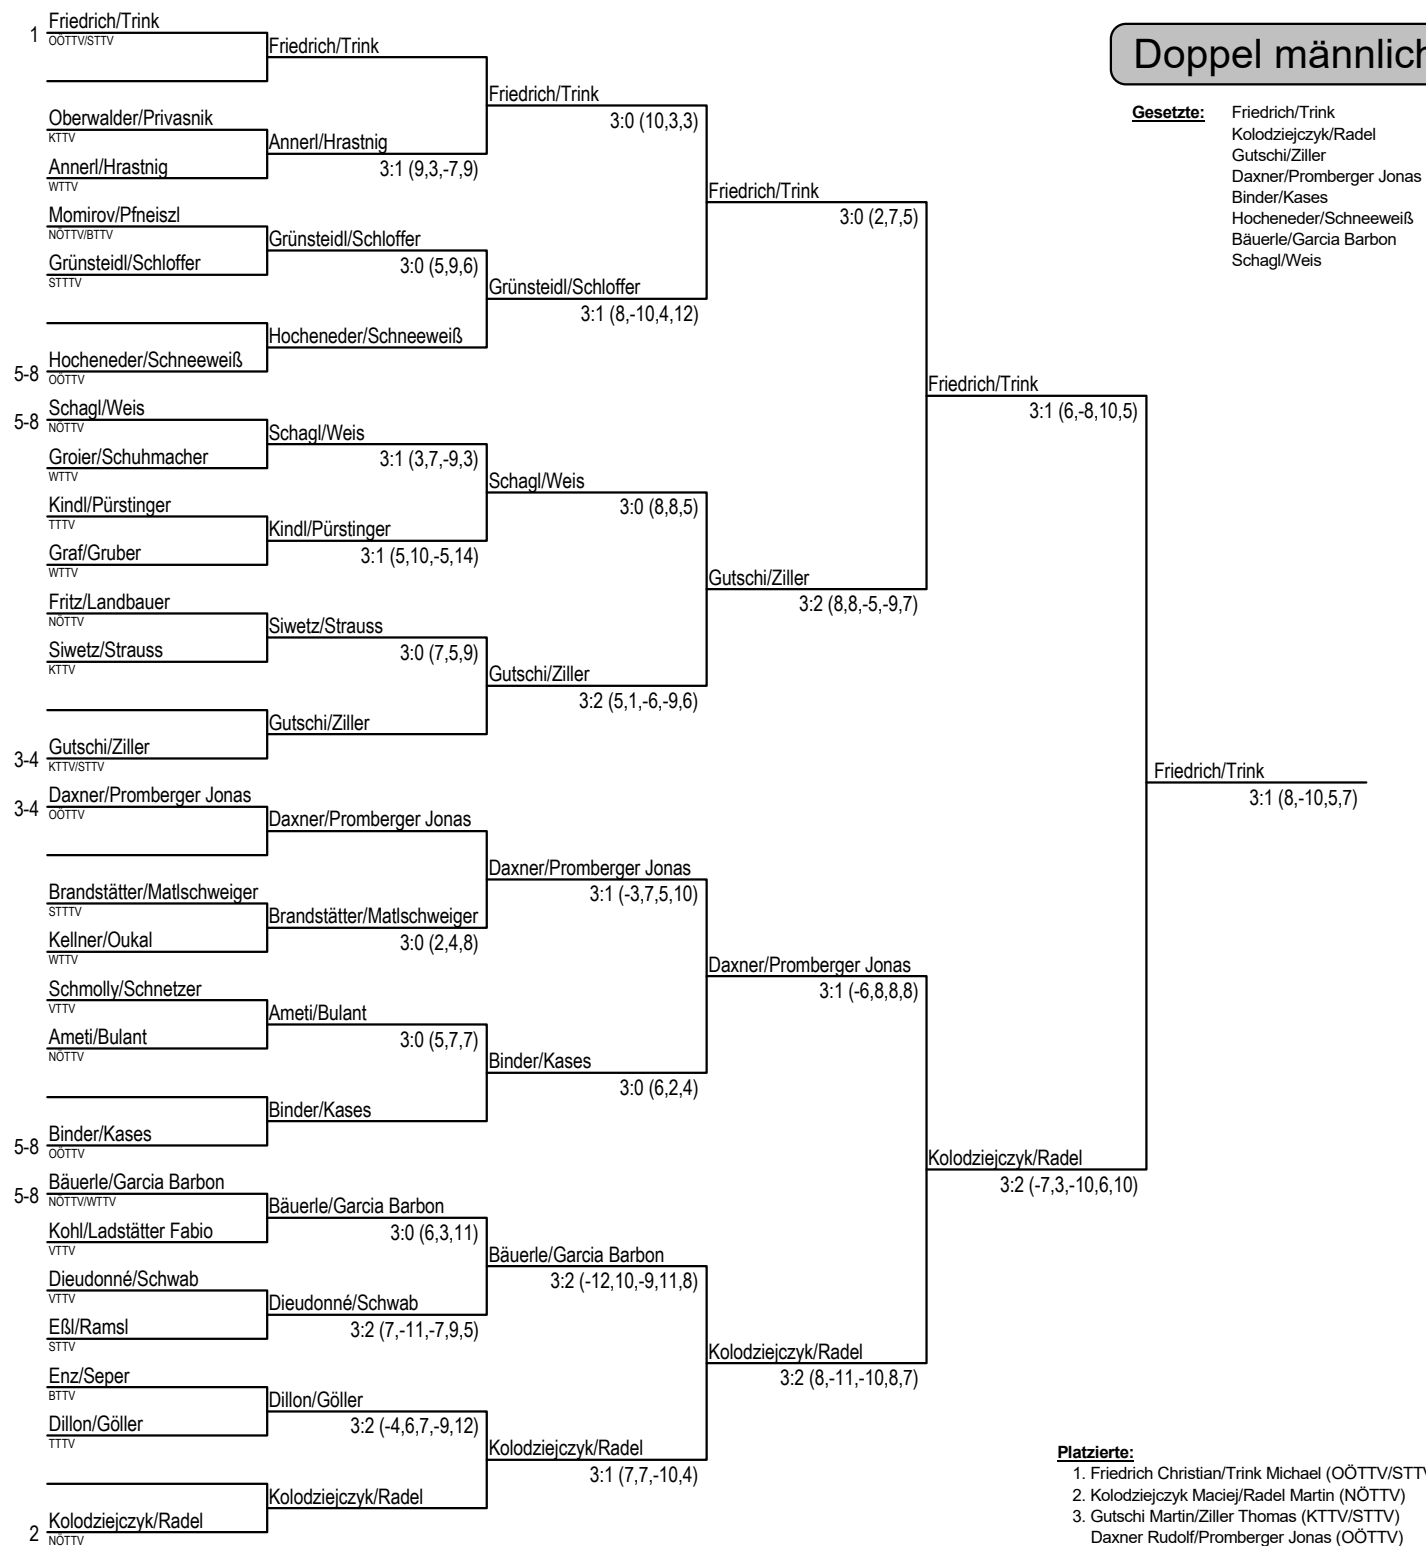 Doppel männlich
Gesetzte: Friedrich/Trink
Kolodziejczyk/Radel
Gutschi/Ziller
Daxner/Promberger Jonas
Binder/Kases
Hocheneder/Schneeweiß
Bäuerle/Garcia Barbon
Schagl/Weis
1 Friedrich/Trink
OÖTTV/STTV
Oberwalder/Privasnik
KTTV
Annerl/Hrastnig
WTTV
Momirov/Pfneiszl
NÖTTV/BTTV
Grünsteidl/Schloffer
STTTV
5-8 Hocheneder/Schneeweiß
OÖTTV
5-8 Schagl/Weis
NÖTTV
Groier/Schuhmacher
WTTV
Kindl/Pürstinger
TTTV
Graf/Gruber
WTTV
Fritz/Landbauer
NÖTTV
Siwetz/Strauss
KTTV
3-4 Gutschi/Ziller
KTTV/STTV
3-4 Daxner/Promberger Jonas
OÖTTV
Brandstätter/Matlschweiger
STTTV
Kellner/Oukal
WTTV
Schmolly/Schnetzer
VTTV
Ameti/Bulant
NÖTTV
5-8 Binder/Kases
OÖTTV
5-8 Bäuerle/Garcia Barbon
NÖTTV/WTTV
Kohl/Ladstätter Fabio
VTTV
Dieudonné/Schwab
VTTV
Eßl/Ramsl
STTV
Enz/Seper
BTTV
Dillon/Göller
TTTV
2 Kolodziejczyk/Radel
NÖTTV
Friedrich/Trink
Annerl/Hrastnig
3:1 (9,3,-7,9)
Grünsteidl/Schloffer
3:0 (5,9,6)
Hocheneder/Schneeweiß
Schagl/Weis
3:1 (3,7,-9,3)
Kindl/Pürstinger
3:1 (5,10,-5,14)
Siwetz/Strauss
3:0 (7,5,9)
Gutschi/Ziller
Daxner/Promberger Jonas
Brandstätter/Matlschweiger
3:0 (2,4,8)
Ameti/Bulant
3:0 (5,7,7)
Binder/Kases
Bäuerle/Garcia Barbon
3:0 (6,3,11)
Dieudonné/Schwab
3:2 (7,-11,-7,9,5)
Dillon/Göller
3:2 (-4,6,7,-9,12)
Kolodziejczyk/Radel
Friedrich/Trink
3:0 (10,3,3)
Grünsteidl/Schloffer
3:1 (8,-10,4,12)
Schagl/Weis
3:0 (8,8,5)
Gutschi/Ziller
3:2 (5,1,-6,-9,6)
Daxner/Promberger Jonas
3:1 (-3,7,5,10)
Binder/Kases
3:0 (6,2,4)
Bäuerle/Garcia Barbon
3:2 (-12,10,-9,11,8)
Kolodziejczyk/Radel
3:1 (7,7,-10,4)
Friedrich/Trink
3:0 (2,7,5)
Gutschi/Ziller
3:2 (8,8,-5,-9,7)
Daxner/Promberger Jonas
3:1 (-6,8,8,8)
Kolodziejczyk/Radel
3:2 (8,-11,-10,8,7)
Friedrich/Trink
3:1 (6,-8,10,5)
Kolodziejczyk/Radel
3:2 (-7,3,-10,6,10)
Friedrich/Trink
3:1 (8,-10,5,7)
Platzierte:
1. Friedrich Christian/Trink Michael (OÖTTV/STTV
2. Kolodziejczyk Maciej/Radel Martin (NÖTTV)
3. Gutschi Martin/Ziller Thomas (KTTV/STTV)
Daxner Rudolf/Promberger Jonas (OÖTTV)